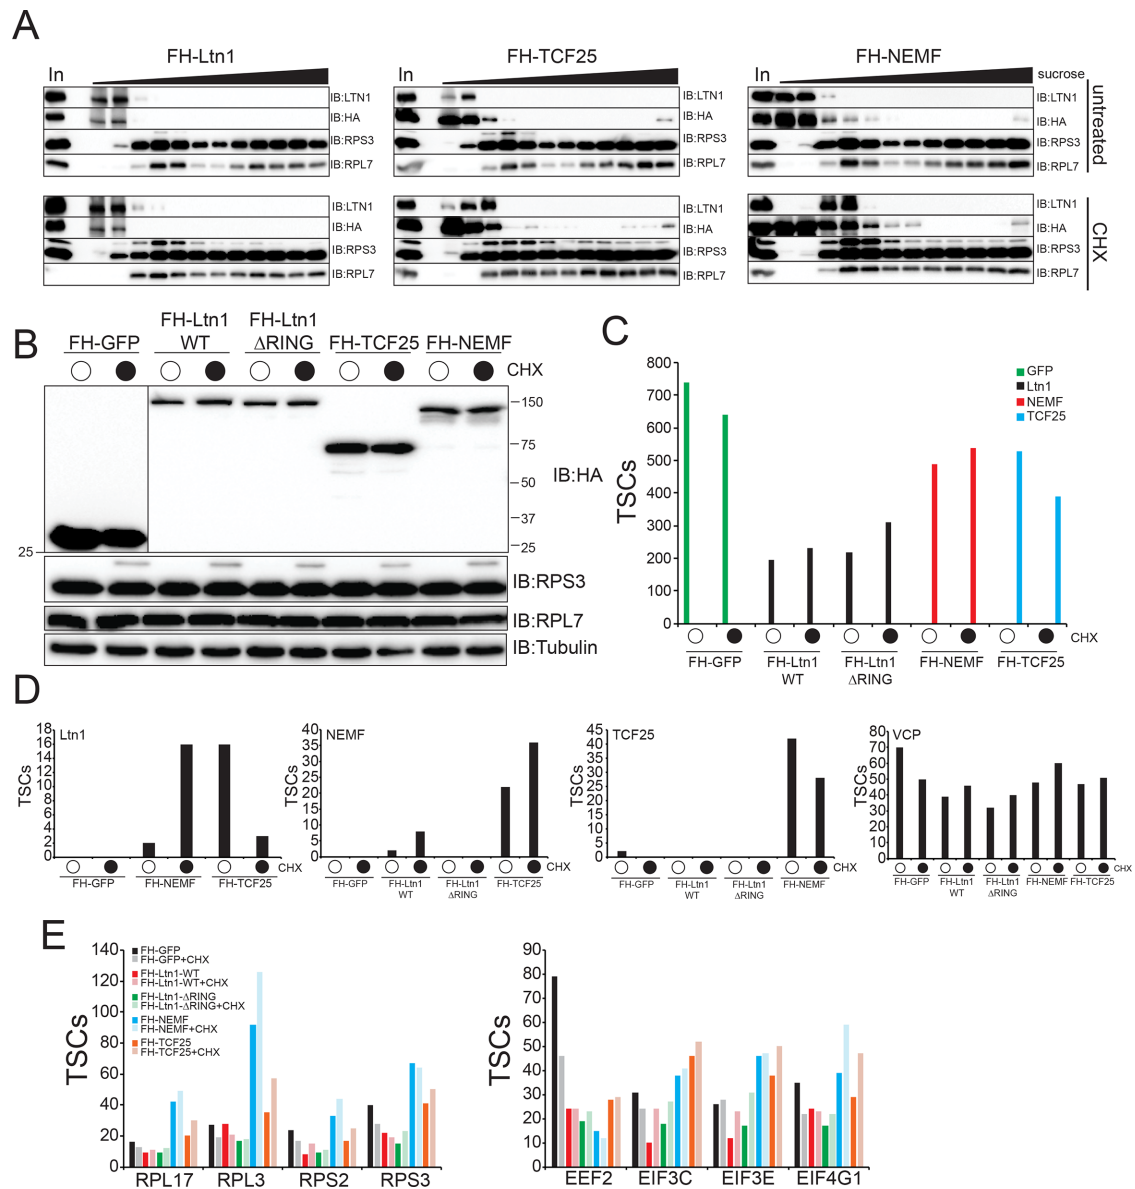 A
FH-Ltn1
FH-TCF25
FH-NEMF
In
In
In
sucrose
IB:LTN1
IB:HA
IB:RPS3
IB:RPL7
IB:LTN1
IB:HA
IB:RPS3
IB:RPL7
IB:LTN1
IB:HA
IB:RPS3
IB:RPL7
untreated
IB:LTN1
IB:HA
IB:RPS3
IB:RPL7
IB:LTN1
IB:HA
IB:RPS3
IB:RPL7
IB:LTN1
IB:HA
IB:RPS3
IB:RPL7
CHX
B
FH-GFP
FH-Ltn1
WT
FH-Ltn1
ΔRING
FH-TCF25
FH-NEMF
CHX
150
75
50
37
25
25
IB:HA
IB:RPS3
IB:RPL7
IB:Tubulin
C
TSCs
800
700
600
500
400
300
200
100
0
GFP
Ltn1
NEMF
TCF25
CHX
FH-GFP
FH-Ltn1
WT
FH-Ltn1
ΔRING
FH-NEMF
FH-TCF25
D
Ltn1
TSCs
18
16
14
12
10
8
6
4
2
0
CHX
FH-GFP
FH-NEMF
FH-TCF25
NEMF
TSCs
40
35
30
25
20
15
10
5
0
CHX
FH-GFP
FH-Ltn1
WT
FH-Ltn1
ΔRING
FH-TCF25
TCF25
TSCs
45
40
35
30
25
20
15
10
5
0
CHX
FH-GFP
FH-Ltn1
WT
FH-Ltn1
ΔRING
FH-NEMF
VCP
TSCs
80
70
60
50
40
30
20
10
0
CHX
FH-GFP
FH-Ltn1
WT
FH-Ltn1
ΔRING
FH-NEMF
FH-TCF25
E
TSCs
140
120
100
80
60
40
20
0
FH-GFP
FH-GFP+CHX
FH-Ltn1-WT
FH-Ltn1-WT+CHX
FH-Ltn1-ΔRING
FH-Ltn1-ΔRING+CHX
FH-NEMF
FH-NEMF+CHX
FH-TCF25
FH-TCF25+CHX
RPL17
RPL3
RPS2
RPS3
TSCs
90
80
70
60
50
40
30
20
10
0
EEF2
EIF3C
EIF3E
EIF4G1